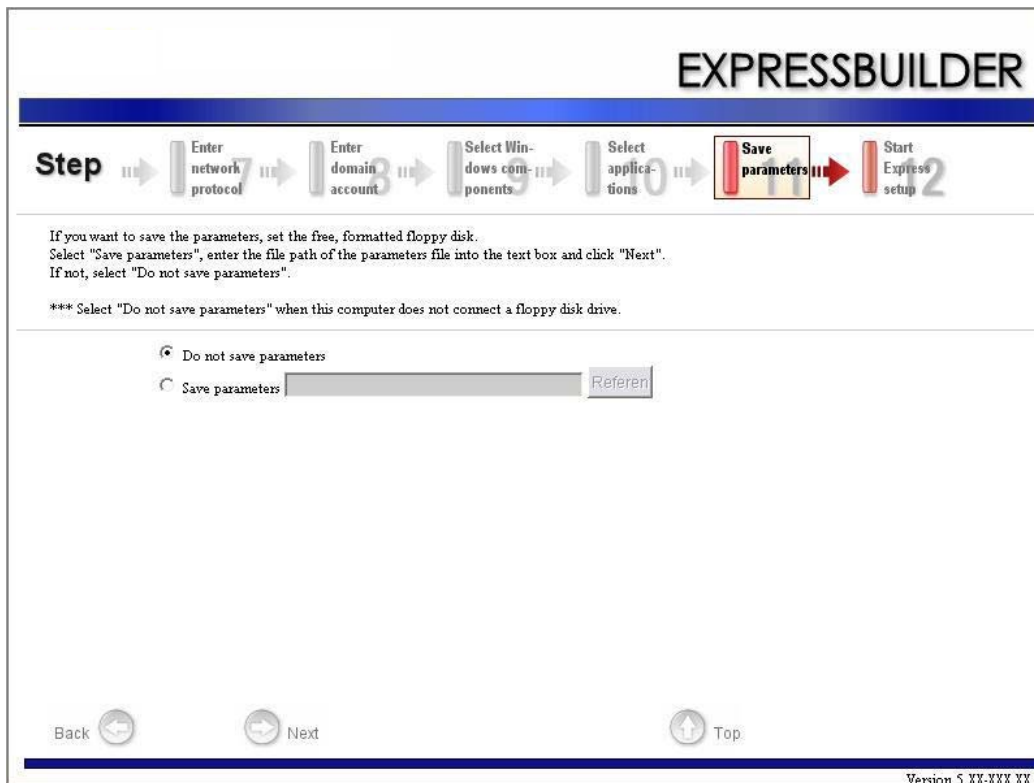 EXPRESSBUILDER
Step
Enter
network
protocol
7
Enter
domain
account
8
Select Win-
dows com-
ponents
9
Select
applica-
tions
10
Save
parameters
11
Start
Express
setup
12
If you want to save the parameters, set the free, formatted floppy disk.
Select "Save parameters", enter the file path of the parameters file into the text box and click "Next".
If not, select "Do not save parameters".
*** Select "Do not save parameters" when this computer does not connect a floppy disk drive.
Do not save parameters
Save parameters Referen
Back Next Top
Version 5.XX-XXX.XX